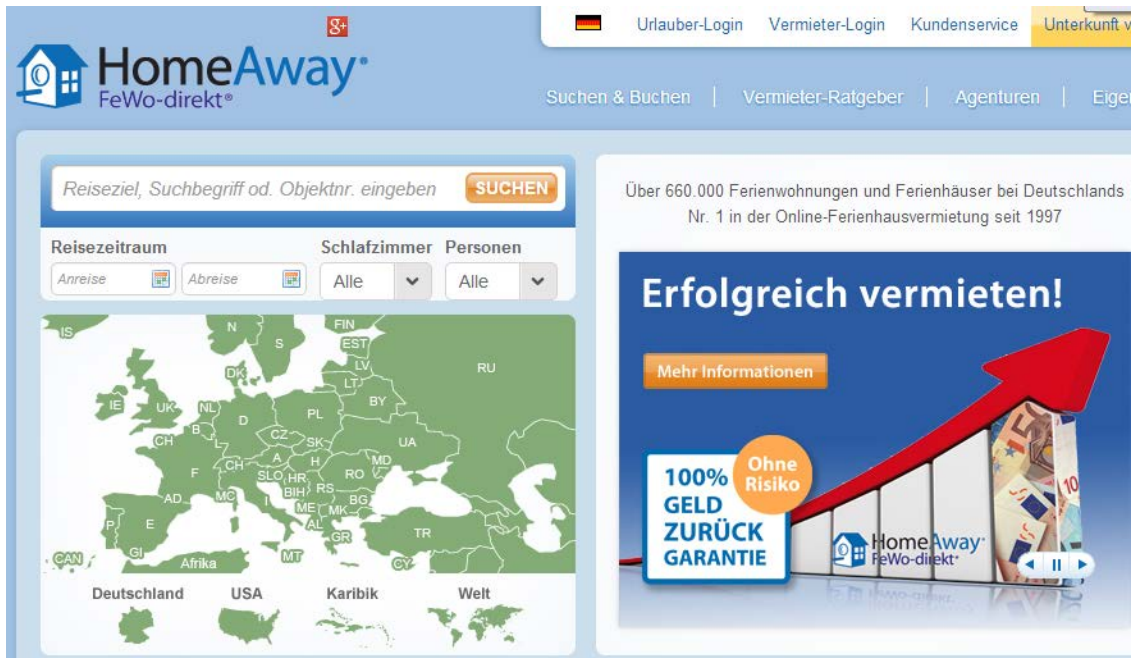 g+
Urlauber-Login Vermieter-Login Kundenservice Unterkunft v
HomeAway®
FeWo-direkt®
Suchen & Buchen | Vermieter-Ratgeber | Agenturen | Eige
Reiseziel, Suchbegriff od. Objektnr. eingeben SUCHEN
Reisezeitraum Schlafzimmer Personen
Anreise Abreise Alle Alle
Über 660.000 Ferienwohnungen und Ferienhäuser bei Deutschlands
Nr. 1 in der Online-Ferienhausvermietung seit 1997
IS N S FIN
EST
LV
LT
RU
DK
BY
IE UK NL D PL
B L CZ SK UA
CH F CH A H RO MD
SLO HR BIH RS BG
AD MC I ME MK
P E AL GR TR
GI Afrika MT CY
CAN
Deutschland USA Karibik Welt
Erfolgreich vermieten!
Mehr Informationen
100%
GELD
ZURÜCK
GARANTIE
Ohne
Risiko
HomeAway®
FeWo-direkt®
50
10